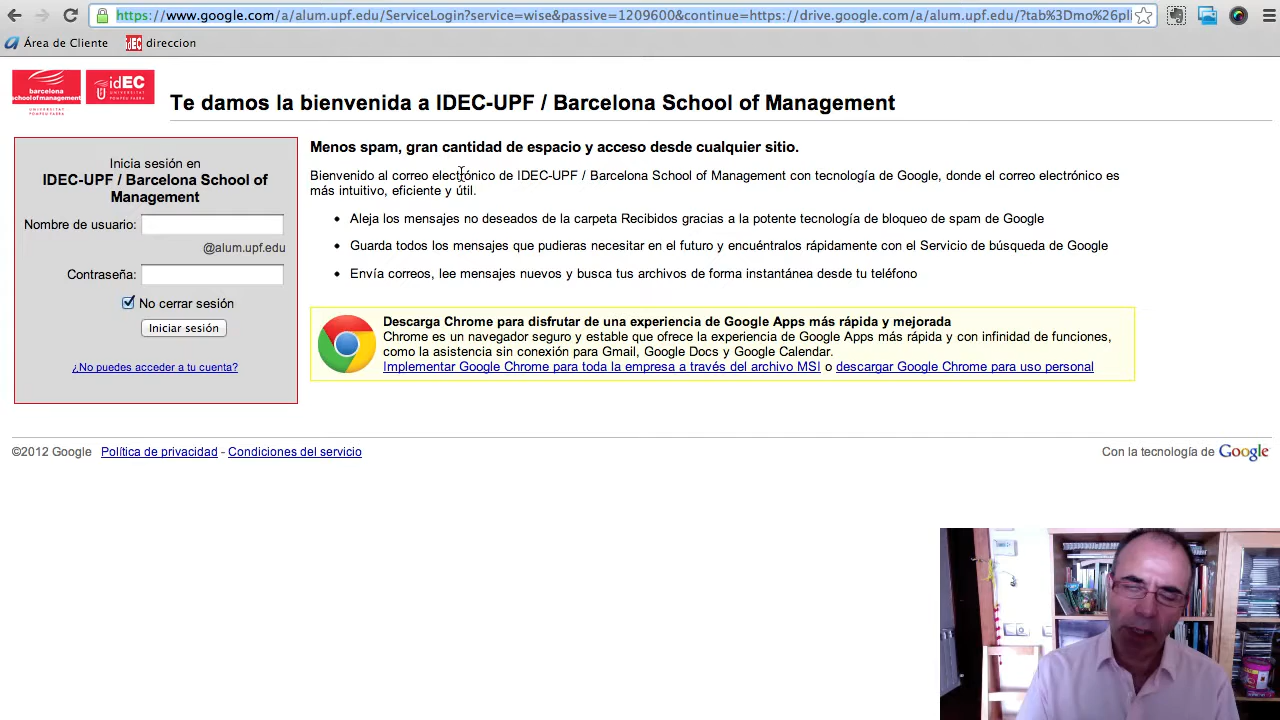 https://www.google.com/a/alum.upf.edu/ServiceLogin?service=wise&passive=1209600&continue=https://drive.google.com/a/alum.upf.edu/?tab%3Dmo%26pli
Área de Cliente
idEC direccion
barcelona
schoolofmanagement
UNIVERSITAT
POMPEU FABRA
idEC
UNIVERSITAT
POMPEU FABRA
Te damos la bienvenida a IDEC-UPF / Barcelona School of Management
Inicia sesión en
IDEC-UPF / Barcelona School of
Management
Nombre de usuario:
@alum.upf.edu
Contraseña:
No cerrar sesión
Iniciar sesión
¿No puedes acceder a tu cuenta?
Menos spam, gran cantidad de espacio y acceso desde cualquier sitio.
Bienvenido al correo electrónico de IDEC-UPF / Barcelona School of Management con tecnología de Google, donde el correo electrónico es
más intuitivo, eficiente y útil.
• Aleja los mensajes no deseados de la carpeta Recibidos gracias a la potente tecnología de bloqueo de spam de Google
• Guarda todos los mensajes que pudieras necesitar en el futuro y encuéntralos rápidamente con el Servicio de búsqueda de Google
• Envía correos, lee mensajes nuevos y busca tus archivos de forma instantánea desde tu teléfono
Descarga Chrome para disfrutar de una experiencia de Google Apps más rápida y mejorada
Chrome es un navegador seguro y estable que ofrece la experiencia de Google Apps más rápida y con infinidad de funciones,
como la asistencia sin conexión para Gmail, Google Docs y Google Calendar.
Implementar Google Chrome para toda la empresa a través del archivo MSI o descargar Google Chrome para uso personal
©2012 Google Política de privacidad - Condiciones del servicio
Con la tecnología de Google